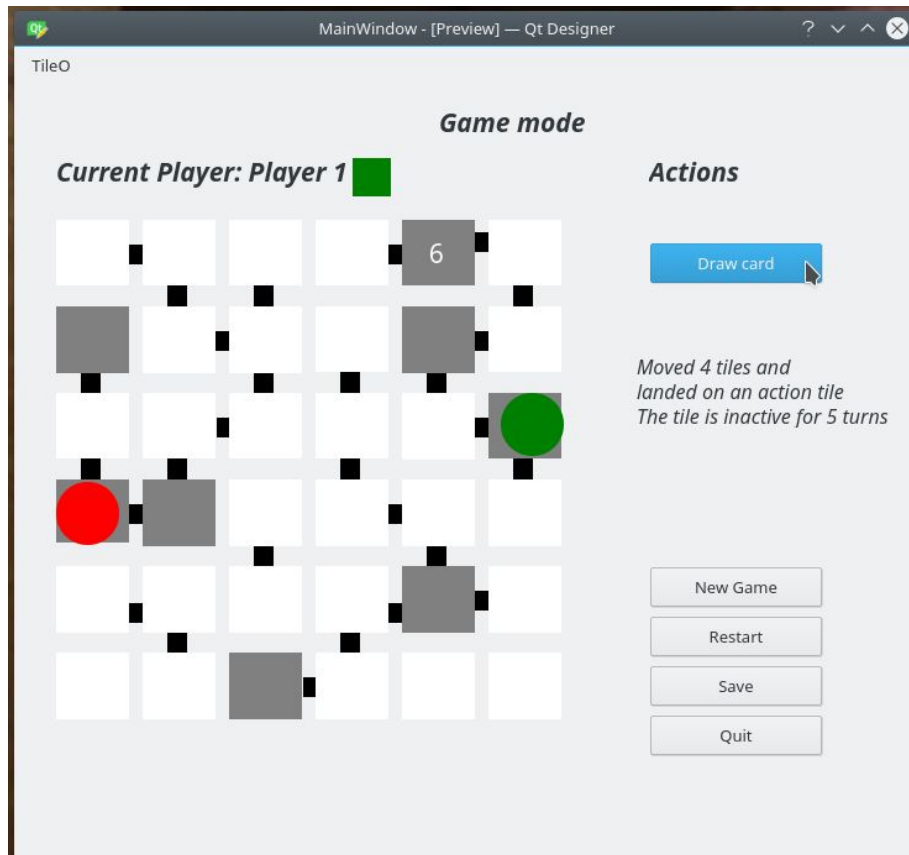 MainWindow - [Preview] — Qt Designer
TileO
Game mode
Current Player: Player 1
Actions
6
Draw card
Moved 4 tiles and
landed on an action tile
The tile is inactive for 5 turns
New Game
Restart
Save
Quit